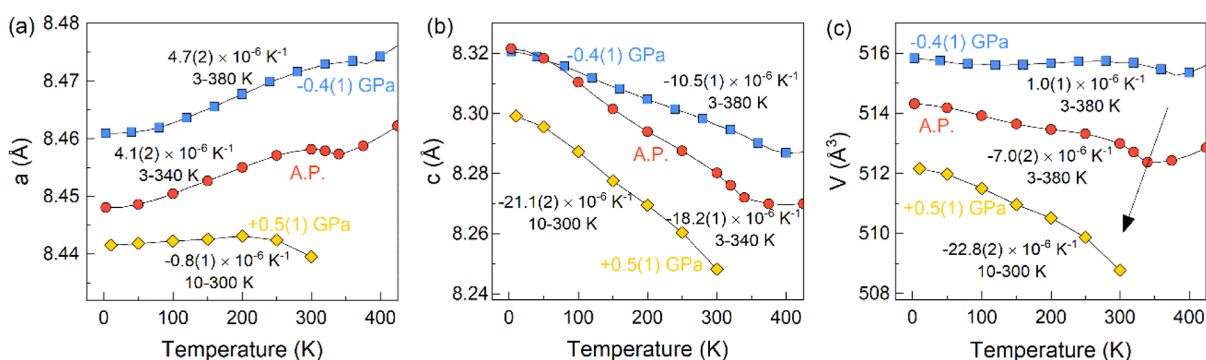 (a)
8.48
8.47
8.46
8.45
8.44
a (Å)
4.7(2) × 10⁻⁶ K⁻¹
3-380 K
-0.4(1) GPa
4.1(2) × 10⁻⁶ K⁻¹
3-340 K
A.P.
+0.5(1) GPa
-0.8(1) × 10⁻⁶ K⁻¹
10-300 K
0 100 200 300 400
Temperature (K)
(b)
8.32
8.30
8.28
8.26
8.24
c (Å)
-0.4(1) GPa
-10.5(1) × 10⁻⁶ K⁻¹
3-380 K
A.P.
-21.1(2) × 10⁻⁶ K⁻¹
10-300 K
-18.2(1) × 10⁻⁶ K⁻¹
3-340 K
+0.5(1) GPa
0 100 200 300 400
Temperature (K)
(c)
516
514
512
510
508
V (Å³)
-0.4(1) GPa
1.0(1) × 10⁻⁶ K⁻¹
3-380 K
A.P.
-7.0(2) × 10⁻⁶ K⁻¹
3-380 K
+0.5(1) GPa
-22.8(2) × 10⁻⁶ K⁻¹
10-300 K
0 100 200 300 400
Temperature (K)